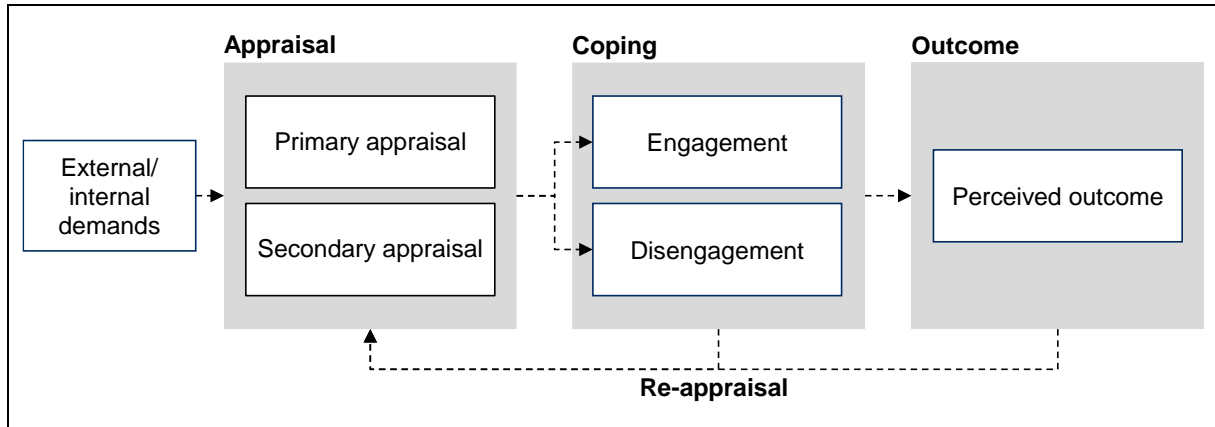 Appraisal
Coping
Outcome
External/
internal
demands
Primary appraisal
Secondary appraisal
Engagement
Disengagement
Perceived outcome
Re-appraisal